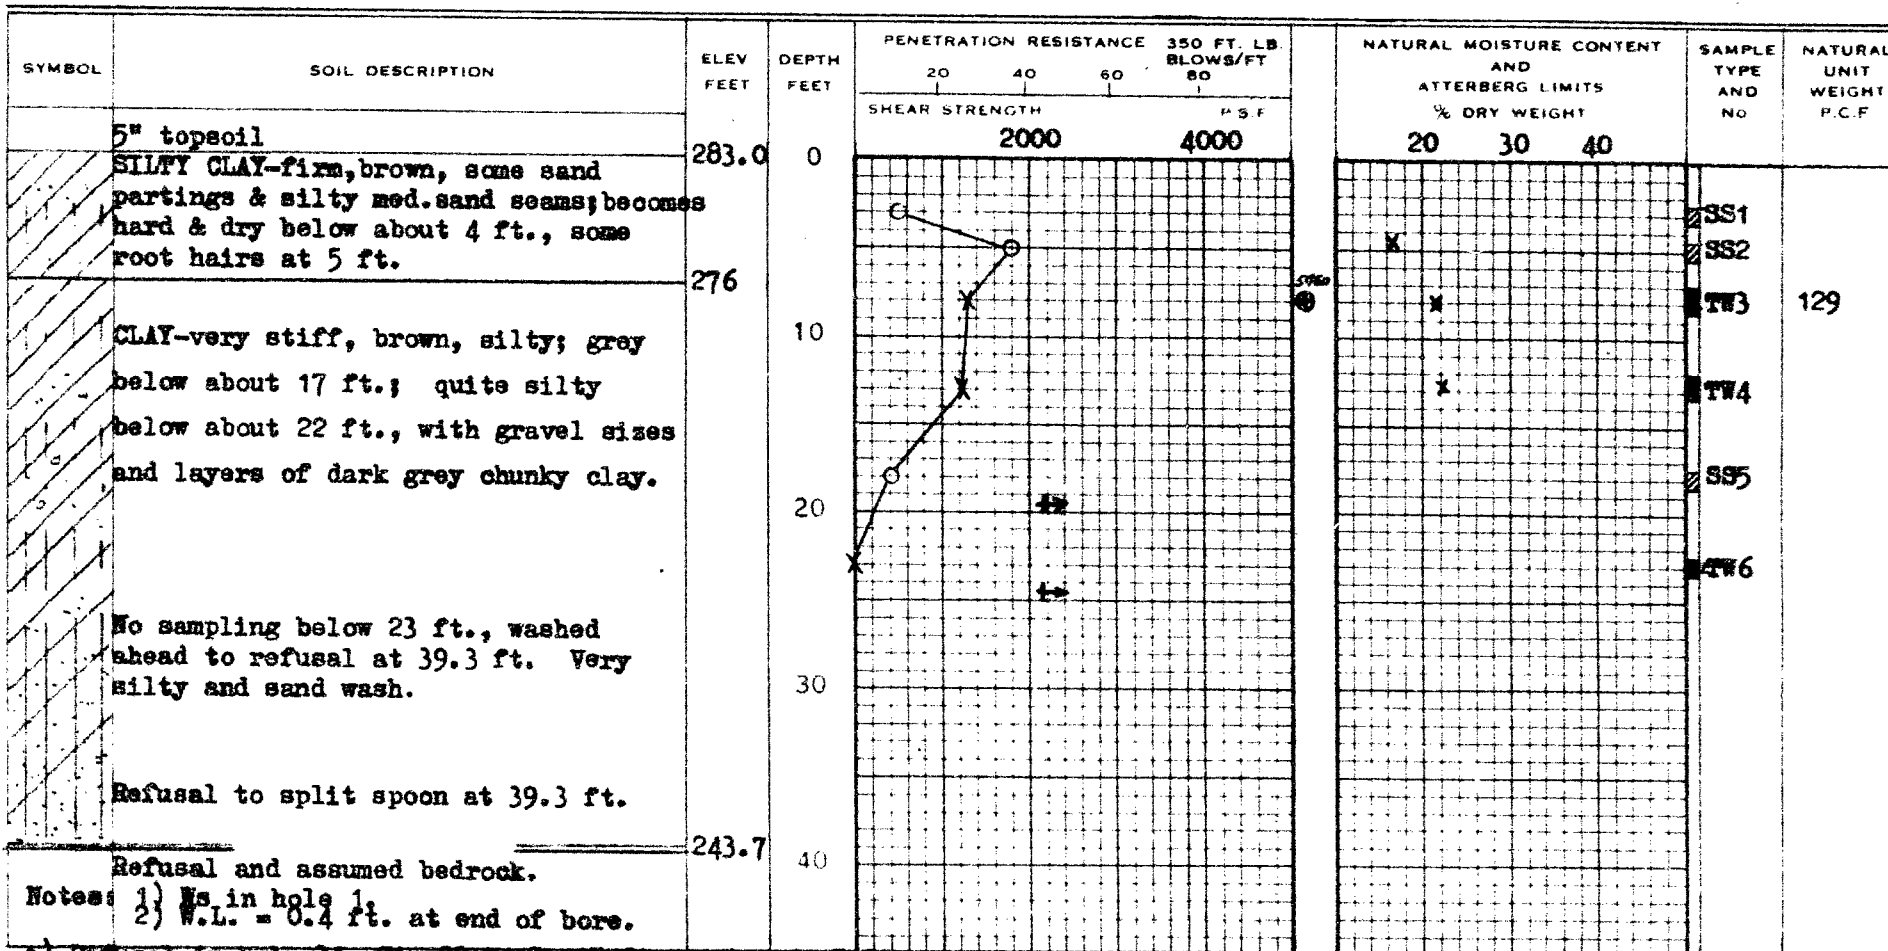 SYMBOL
SOIL DESCRIPTION
ELEV
FEET
DEPTH
FEET
PENETRATION RESISTANCE 350 FT. LB.
BLOWS/FT
20 40 60 80
SHEAR STRENGTH P.S.F
2000 4000
NATURAL MOISTURE CONTENT
AND
ATTERBERG LIMITS
% DRY WEIGHT
20 30 40
SAMPLE
TYPE
AND
No
NATURAL
UNIT
WEIGHT
P.C.F
5" topsoil
283.0
0
SILTY CLAY-firm, brown, some sand
partings & silty med. sand seams; becomes
hard & dry below about 4 ft., some
root hairs at 5 ft.
276
SS1
SS2
5960
TW3
129
10
CLAY-very stiff, brown, silty; grey
below about 17 ft.; quite silty
below about 22 ft., with gravel sizes
and layers of dark grey chunky clay.
TW4
SS5
20
TW6
No sampling below 23 ft., washed
ahead to refusal at 39.3 ft. Very
silty and sand wash.
30
Refusal to split spoon at 39.3 ft.
243.7
40
Refusal and assumed bedrock.
Notes: 1) Ws in hole 1.
2) W.L. = 0.4 ft. at end of bore.